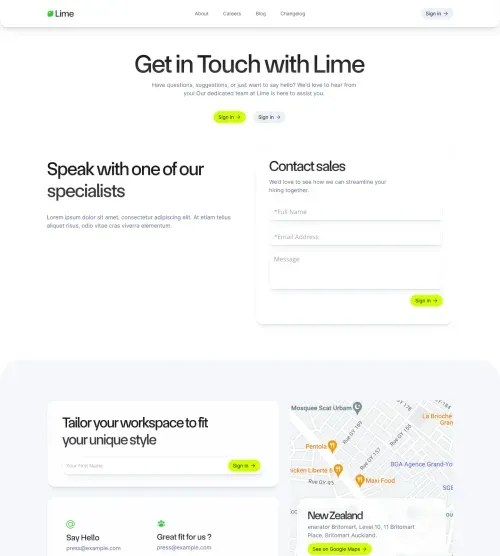 Lime
About
Careers
Blog
Changelog
Sign in →
Get in Touch with Lime
Have questions, suggestions, or just want to say hello? We'd love to hear from
you! Our dedicated team at Lime is here to assist you.
Sign in →
Sign in →
Speak with one of our
specialists
Lorem ipsum dolor sit amet, consectetur adipiscing elit. At etiam tellus
aliquet risus, odio vitae cras viverra elementum.
Contact sales
We'd love to see how we can streamline your
hiring together.
*Full Name
*Email Address
Message
Sign in →
Tailor your workspace to fit
your unique style
Your First Name
Sign in →
Say Hello
press@example.com
Great fit for us ?
press@example.com
Mosquee Scat Urbam
Rue GY 176
La Brioche
Gran
Rue GY 169
Pentola
Rue GY 157
BOA Agence Grand-Yo
icken Liberté 6
Rue GY-95
Maxi Food
SGB
New Zealand
enerator Britomart, Level 10, 11 Britomart
Place, Britomart Auckland.
See on Google Maps →